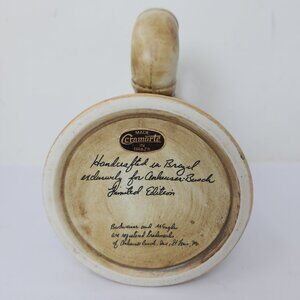 MADE
Ceramarte
IN
BRAZIL
Handcrafted in Brazil
exclusively for Anheuser-Busch
Limited Edition
Budweiser and
are registered trademarks
of Anheuser Busch, Inc., St. Louis, Mo.